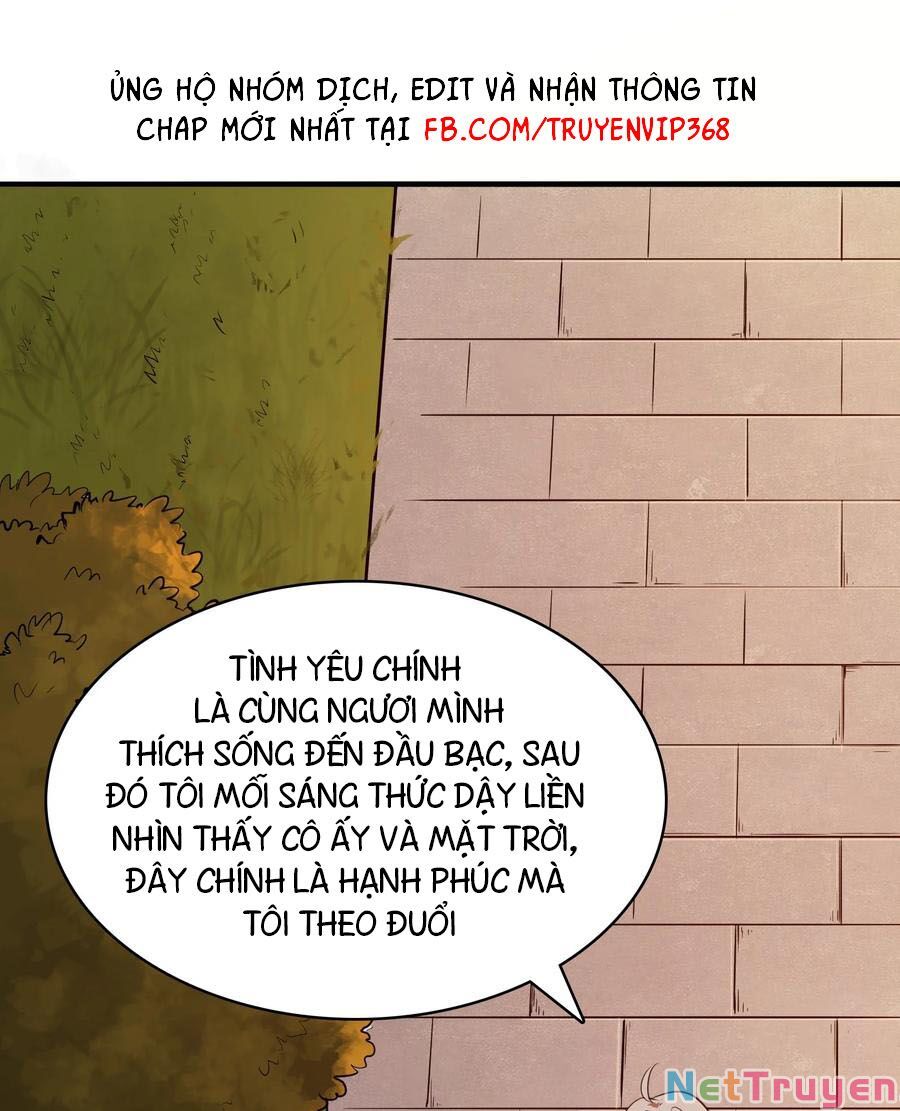 ỦNG HỘ NHÓM DỊCH, EDIT VÀ NHẬN THÔNG TIN
CHAP MỚI NHẤT TẠI FB.COM/TRUYENVIP368
TÌNH YÊU CHÍNH
LÀ CÙNG NGƯƠI MÌNH
THÍCH SỐNG ĐẾN ĐẦU BẠC, SAU
ĐÓ TÔI MỖI SÁNG THỨC DẬY LIỀN
NHÌN THẤY CÔ ẤY VÀ MẶT TRỜI,
ĐÂY CHÍNH LÀ HẠNH PHÚC MÀ
TÔI THEO ĐUỔI
NetTruyen